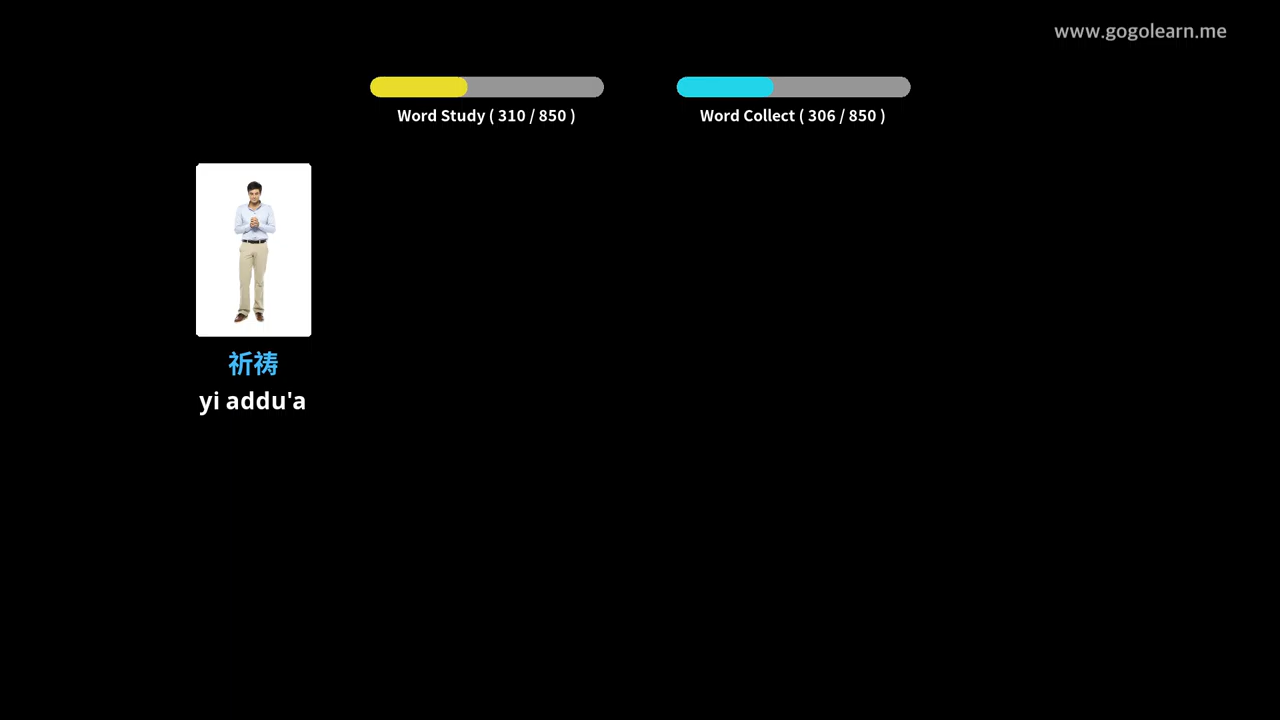 www.gogolearn.me
Word Study ( 310 / 850 )
Word Collect ( 306 / 850 )
祈祷
yi addu'a